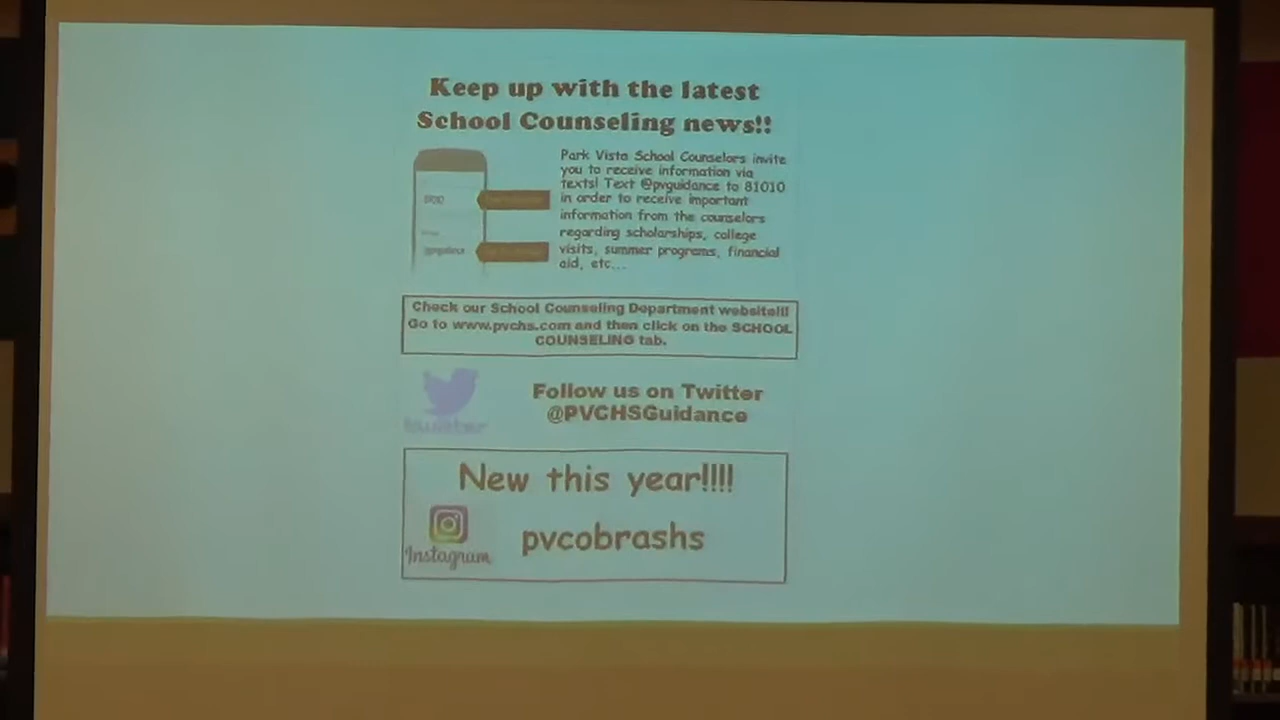 Keep up with the latest
School Counseling news!!
Park Vista School Counselors invite
you to receive information via
texts! Text @pvguidance to 81010
in order to receive important
information from the counselors
regarding scholarships, college
visits, summer programs, financial
aid, etc...
81010
@pvguidance
Check our School Counseling Department website!!!
Go to www.pvchs.com and then click on the SCHOOL
COUNSELING tab.
twitter
Follow us on Twitter
@PVCHSGuidance
New this year!!!!
Instagram
pvcobrashs